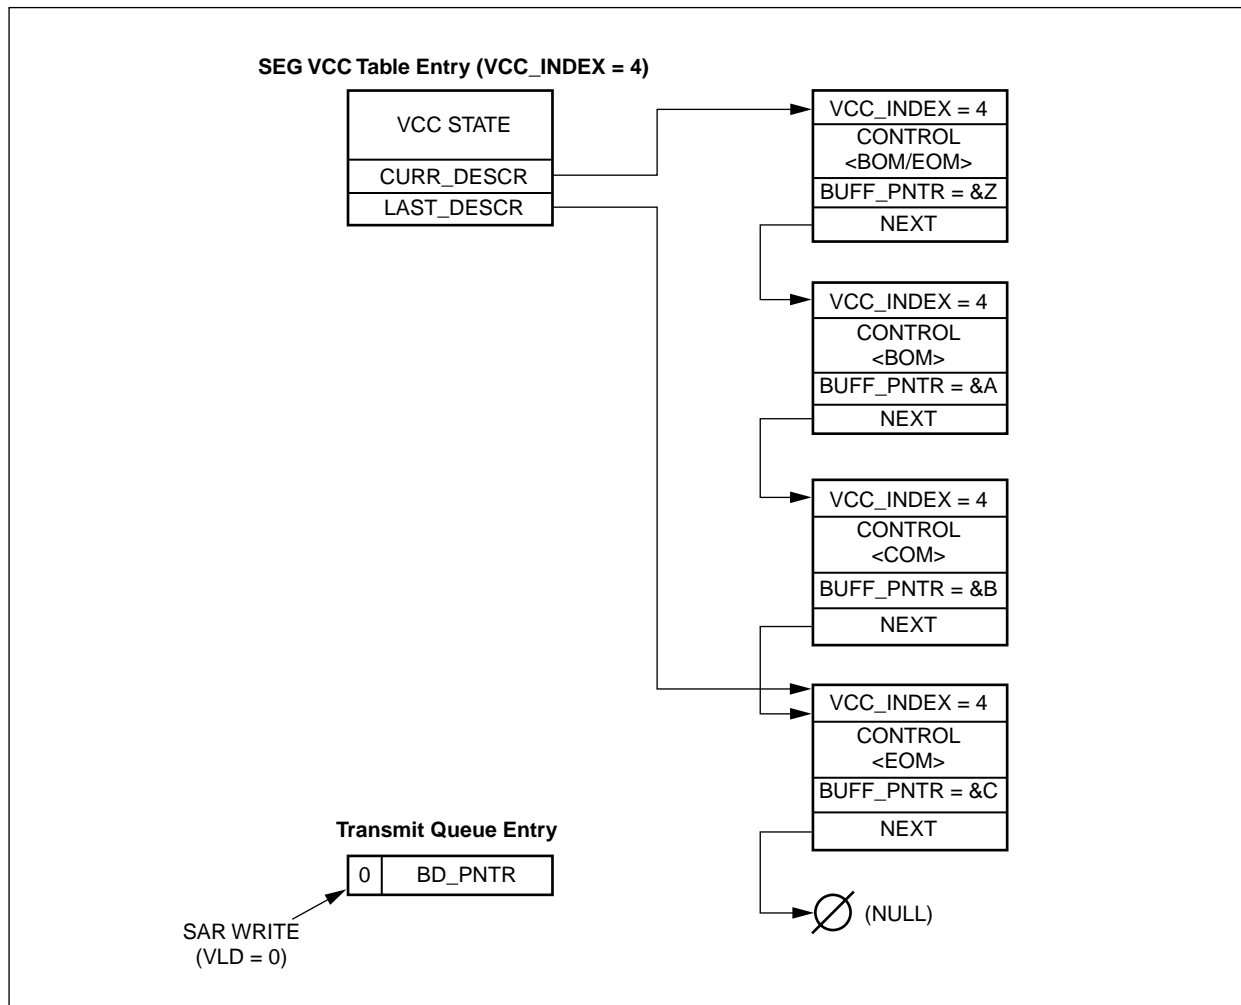 SEG VCC Table Entry (VCC_INDEX = 4)
VCC STATE
CURR_DESCR
LAST_DESCR
VCC_INDEX = 4
CONTROL
<BOM/EOM>
BUFF_PNTR = &Z
NEXT
VCC_INDEX = 4
CONTROL
<BOM>
BUFF_PNTR = &A
NEXT
VCC_INDEX = 4
CONTROL
<COM>
BUFF_PNTR = &B
NEXT
VCC_INDEX = 4
CONTROL
<EOM>
BUFF_PNTR = &C
NEXT
(NULL)
Transmit Queue Entry
0 BD_PNTR
SAR WRITE
(VLD = 0)